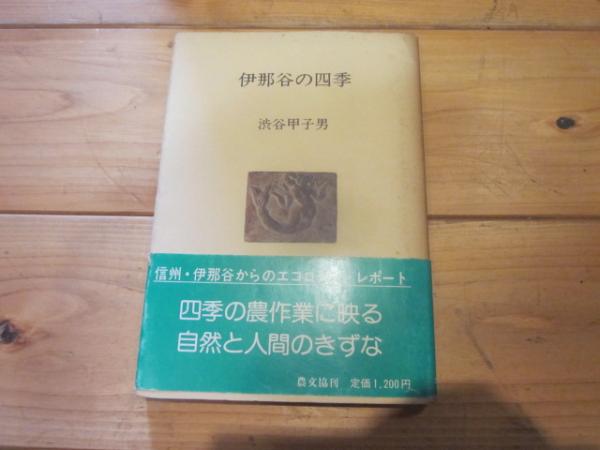 伊那谷の四季
渋谷甲子男
信州・伊那谷からのエコロ レポート
四季の農作業に映る
自然と人間のきずな
農文協刊 定価1,200円